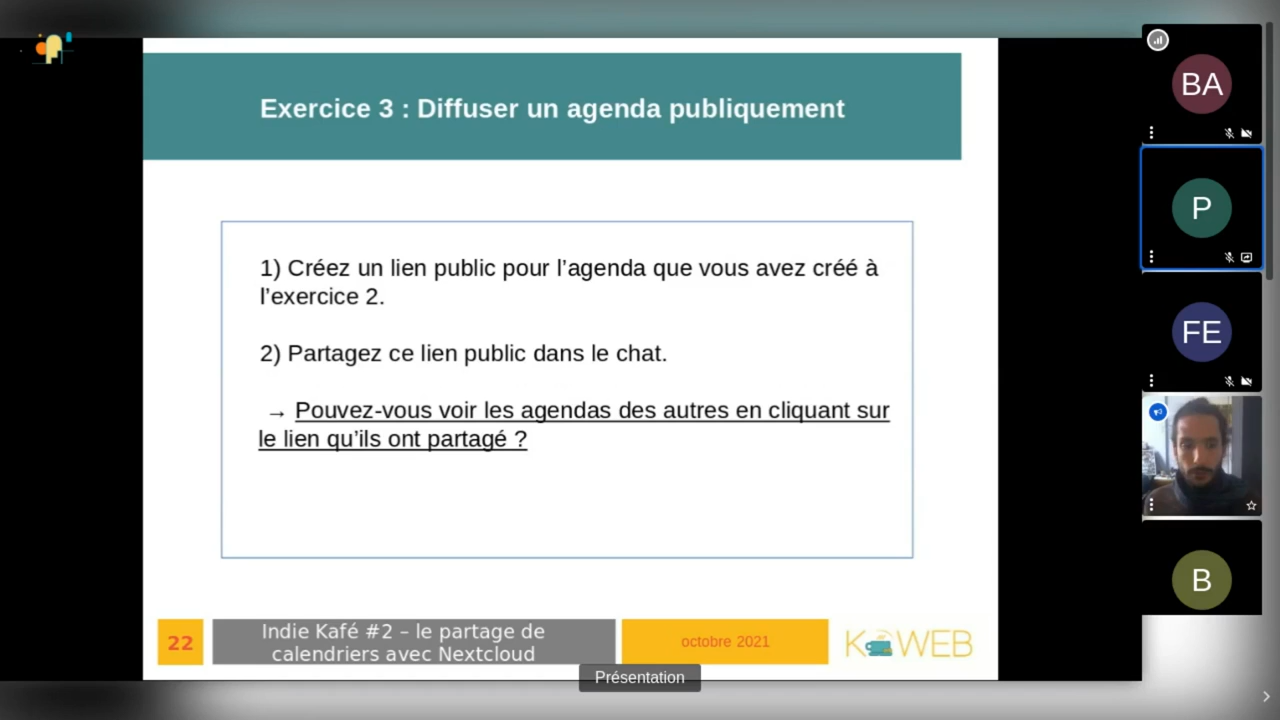 Exercice 3 : Diffuser un agenda publiquement
1) Créez un lien public pour l’agenda que vous avez créé à
l’exercice 2.
2) Partagez ce lien public dans le chat.
→ Pouvez-vous voir les agendas des autres en cliquant sur
le lien qu’ils ont partagé ?
22
Indie Kafé #2 – le partage de
calendriers avec Nextcloud
octobre 2021
K WEB
Présentation
BA
P
FE
B